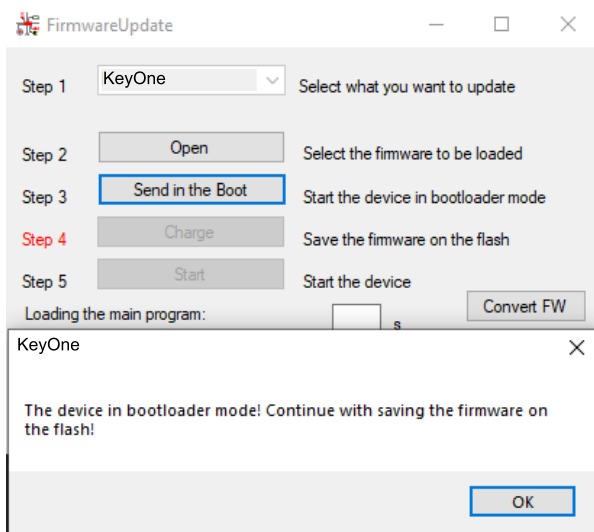 FirmwareUpdate
Step 1 KeyOne Select what you want to update
Step 2 Open Select the firmware to be loaded
Step 3 Send in the Boot Start the device in bootloader mode
Step 4 Charge Save the firmware on the flash
Step 5 Start Start the device
Convert FW
Loading the main program: s
KeyOne
The device in bootloader mode! Continue with saving the firmware on
the flash!
OK